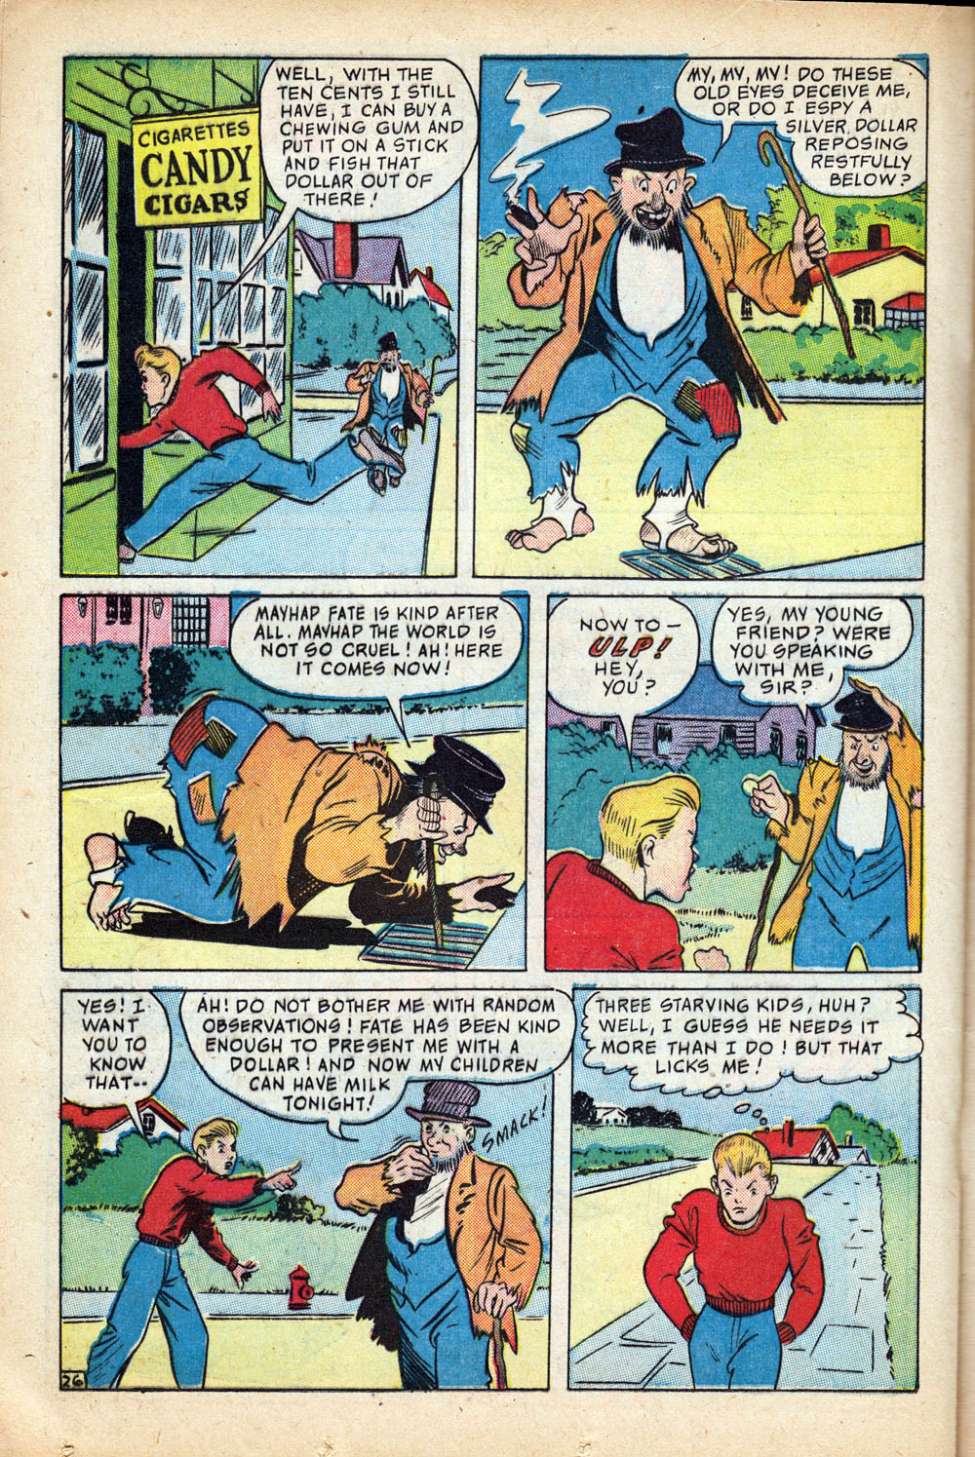 WELL, WITH THE
TEN CENTS I STILL
HAVE, I CAN BUY A
CHEWING GUM AND
PUT IT ON A STICK
AND FISH THAT
DOLLAR OUT OF
THERE!
CIGARETTES
CANDY
CIGARS
MY, MY, MY! DO THESE
OLD EYES DECEIVE ME,
OR DO I ESPY A
SILVER DOLLAR
REPOSING
RESTFULLY
BELOW?
MAYHAP FATE IS KIND AFTER
ALL. MAYHAP THE WORLD IS
NOT SO CRUEL! AH! HERE
IT COMES NOW!
NOW TO -
ULP!
HEY,
YOU?
YES, MY YOUNG
FRIEND? WERE
YOU SPEAKING
WITH ME,
SIR?
YES! I
WANT
YOU TO
KNOW
THAT--
AH! DO NOT BOTHER ME WITH RANDOM
OBSERVATIONS! FATE HAS BEEN KIND
ENOUGH TO PRESENT ME WITH A
DOLLAR! AND NOW MY CHILDREN
CAN HAVE MILK
TONIGHT!
SMACK!
THREE STARVING KIDS, HUH?
WELL, I GUESS HE NEEDS IT
MORE THAN I DO! BUT THAT
LICKS ME!
26